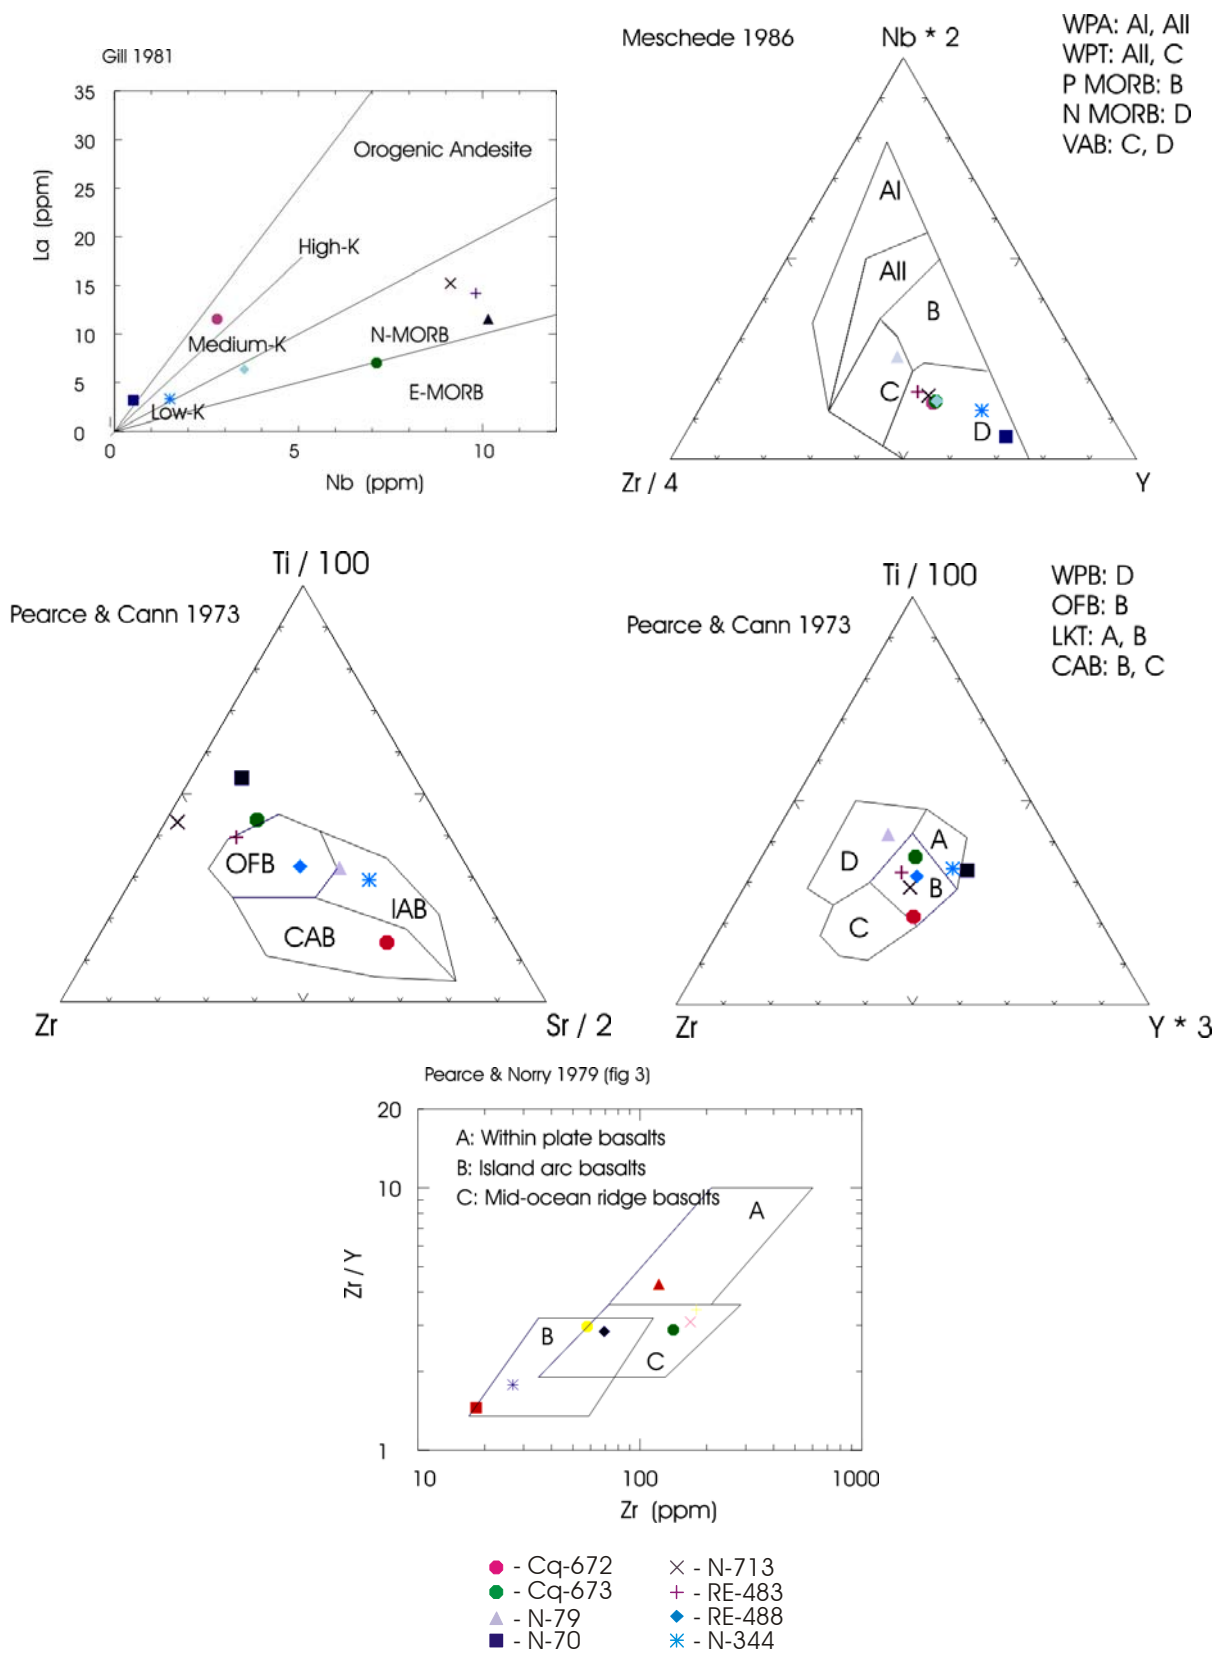 Gill 1981
35
30
25
20
15
10
5
0
La (ppm)
Orogenic Andesite
High-K
Medium-K
N-MORB
E-MORB
Low-K
0
5
10
Nb (ppm)
Meschede 1986
Nb * 2
WPA: AI, AII
WPT: AII, C
P MORB: B
N MORB: D
VAB: C, D
AI
AII
B
C
D
Zr / 4
Y
Ti / 100
Pearce & Cann 1973
OFB
IAB
CAB
Zr
Sr / 2
Ti / 100
Pearce & Cann 1973
WPB: D
OFB: B
LKT: A, B
CAB: B, C
A
D
B
C
Zr
Y * 3
Pearce & Norry 1979 (fig 3)
20
10
1
Zr / Y
A: Within plate basalts
B: Island arc basalts
C: Mid-ocean ridge basalts
A
B
C
10
100
1000
Zr (ppm)
- Cq-672
- Cq-673
- N-79
- N-70
- N-713
- RE-483
- RE-488
- N-344